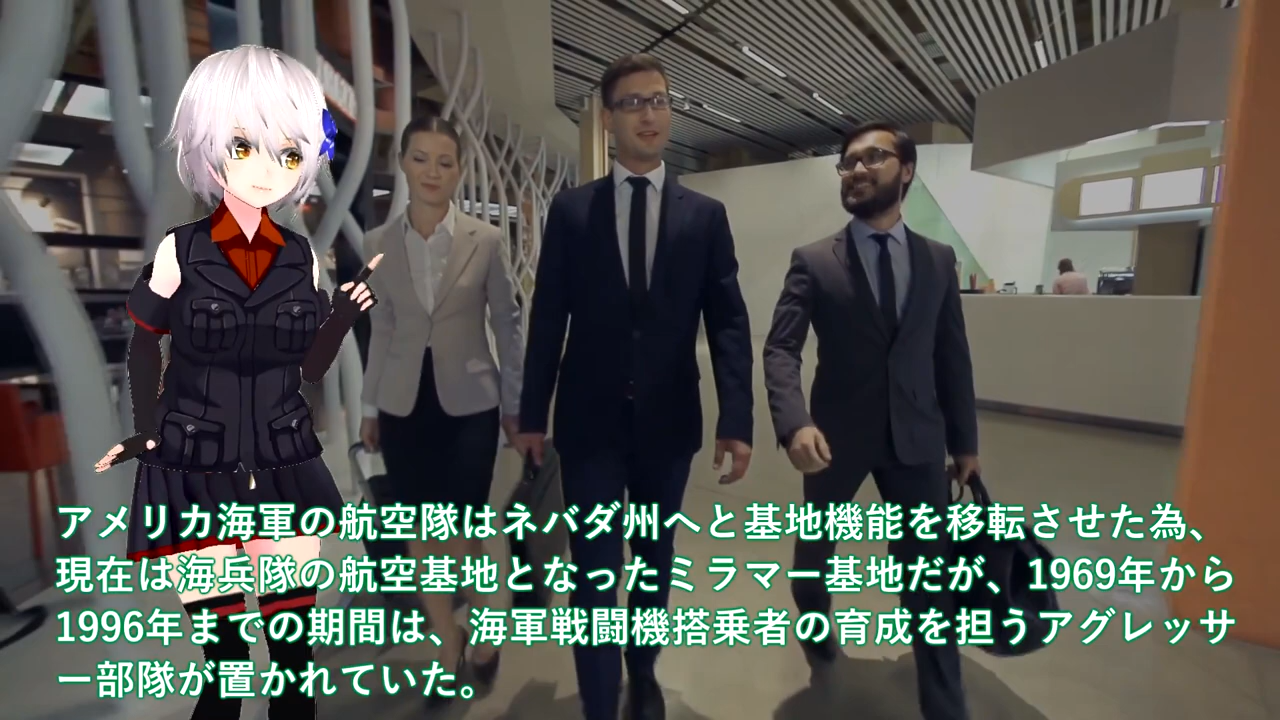 アメリカ海軍の航空隊はネバダ州へと基地機能を移転させた為、
現在は海兵隊の航空基地となったミラマー基地だが、1969年から
1996年までの期間は、海軍戦闘機搭乗者の育成を担うアグレッサ
ー部隊が置かれていた。